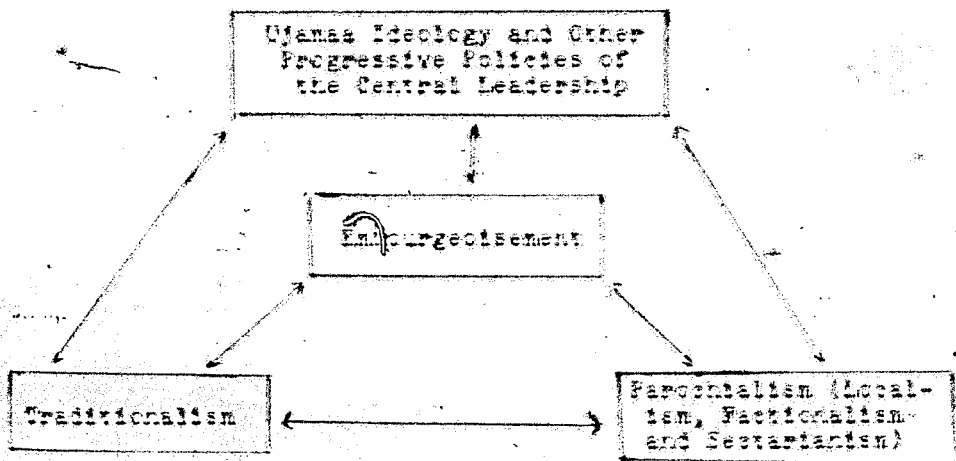 Ujamaa Ideology and Other
Progressive Policies of
the Central Leadership
Embourgeoisement
Traditionalism
Parochialism (Local-
ism, Factionalism
and Sectarianism)